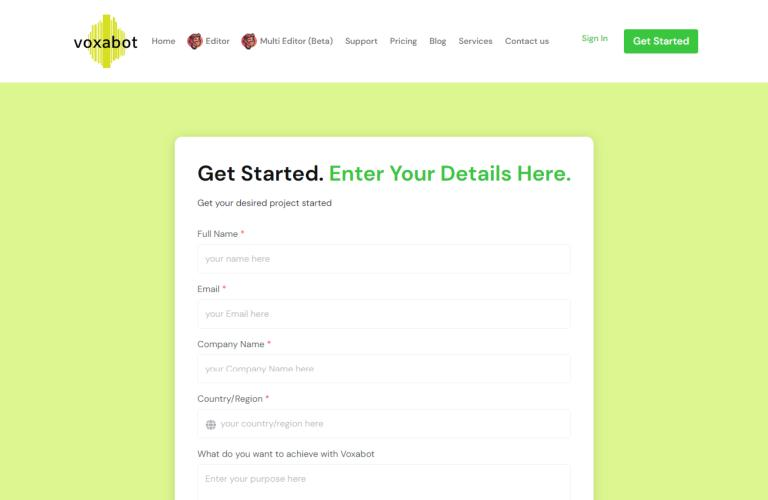 voxabot
Home Editor Multi Editor (Beta) Support Pricing Blog Services Contact us Sign In Get Started
Get Started. Enter Your Details Here.
Get your desired project started
Full Name *
your name here
Email *
your Email here
Company Name *
your Company Name here
Country/Region *
your country/region here
What do you want to achieve with Voxabot
Enter your purpose here